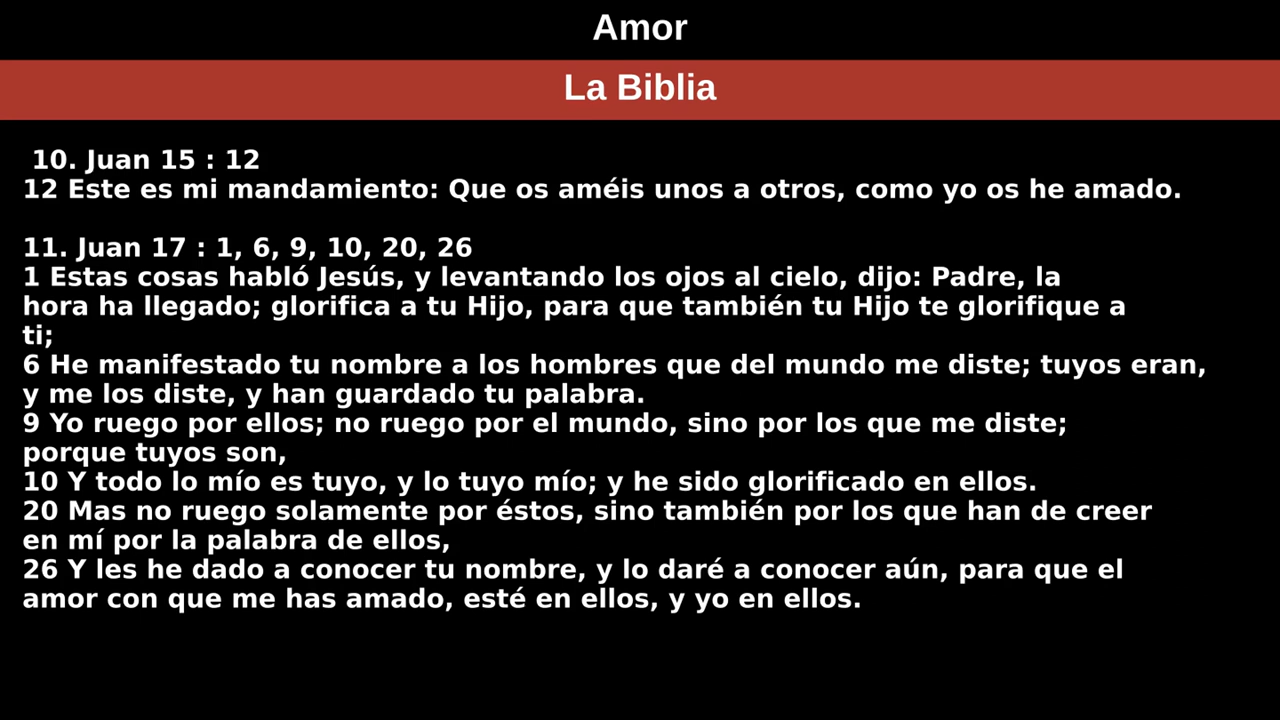 Amor
La Biblia
10. Juan 15 : 12
12 Este es mi mandamiento: Que os améis unos a otros, como yo os he amado.
11. Juan 17 : 1, 6, 9, 10, 20, 26
1 Estas cosas habló Jesús, y levantando los ojos al cielo, dijo: Padre, la
hora ha llegado; glorifica a tu Hijo, para que también tu Hijo te glorifique a
ti;
6 He manifestado tu nombre a los hombres que del mundo me diste; tuyos eran,
y me los diste, y han guardado tu palabra.
9 Yo ruego por ellos; no ruego por el mundo, sino por los que me diste;
porque tuyos son,
10 Y todo lo mío es tuyo, y lo tuyo mío; y he sido glorificado en ellos.
20 Mas no ruego solamente por éstos, sino también por los que han de creer
en mí por la palabra de ellos,
26 Y les he dado a conocer tu nombre, y lo daré a conocer aún, para que el
amor con que me has amado, esté en ellos, y yo en ellos.